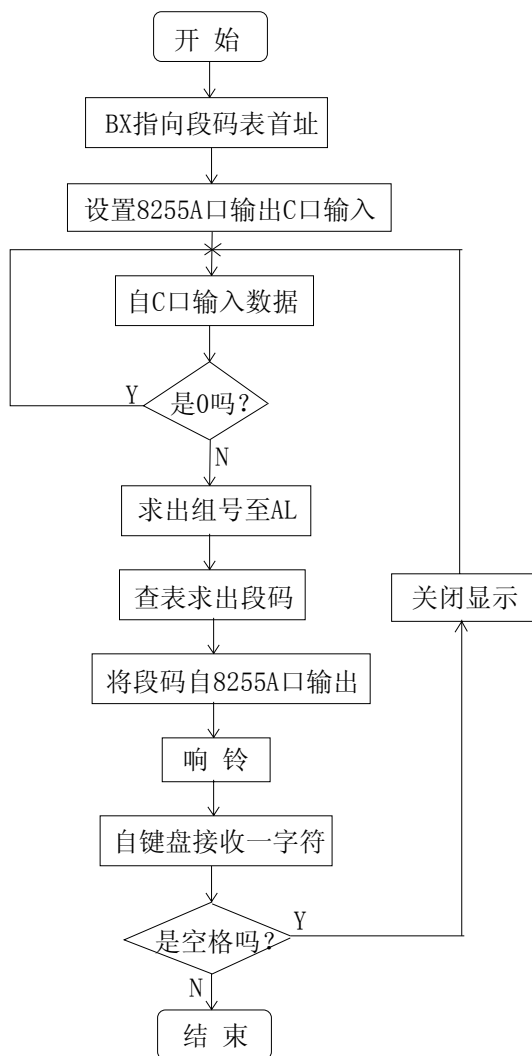 开 始
BX指向段码表首址
设置8255A口输出C口输入
自C口输入数据
Y
是0吗?
N
求出组号至AL
查表求出段码
关闭显示
将段码自8255A口输出
响 铃
自键盘接收一字符
Y
是空格吗?
N
结 束